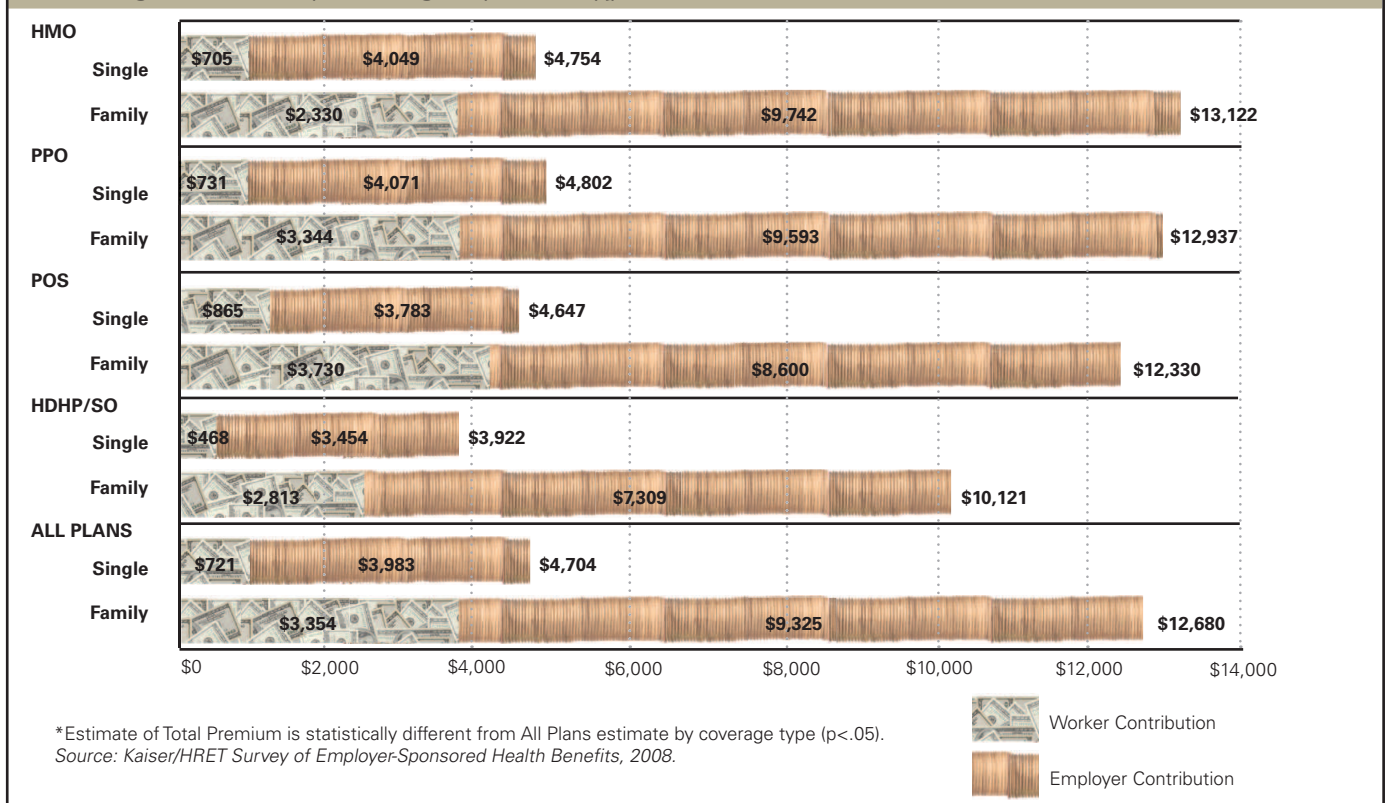 HMO
Single $705 $4,049 $4,754
Family $2,330 $9,742 $13,122
PPO
Single $731 $4,071 $4,802
Family $3,344 $9,593 $12,937
POS
Single $865 $3,783 $4,647
Family $3,730 $8,600 $12,330
HDHP/SO
Single $468 $3,454 $3,922
Family $2,813 $7,309 $10,121
ALL PLANS
Single $721 $3,983 $4,704
Family $3,354 $9,325 $12,680
$0 $2,000 $4,000 $6,000 $8,000 $10,000 $12,000 $14,000
*Estimate of Total Premium is statistically different from All Plans estimate by coverage type (p<.05).
Source: Kaiser/HRET Survey of Employer-Sponsored Health Benefits, 2008.
Worker Contribution
Employer Contribution